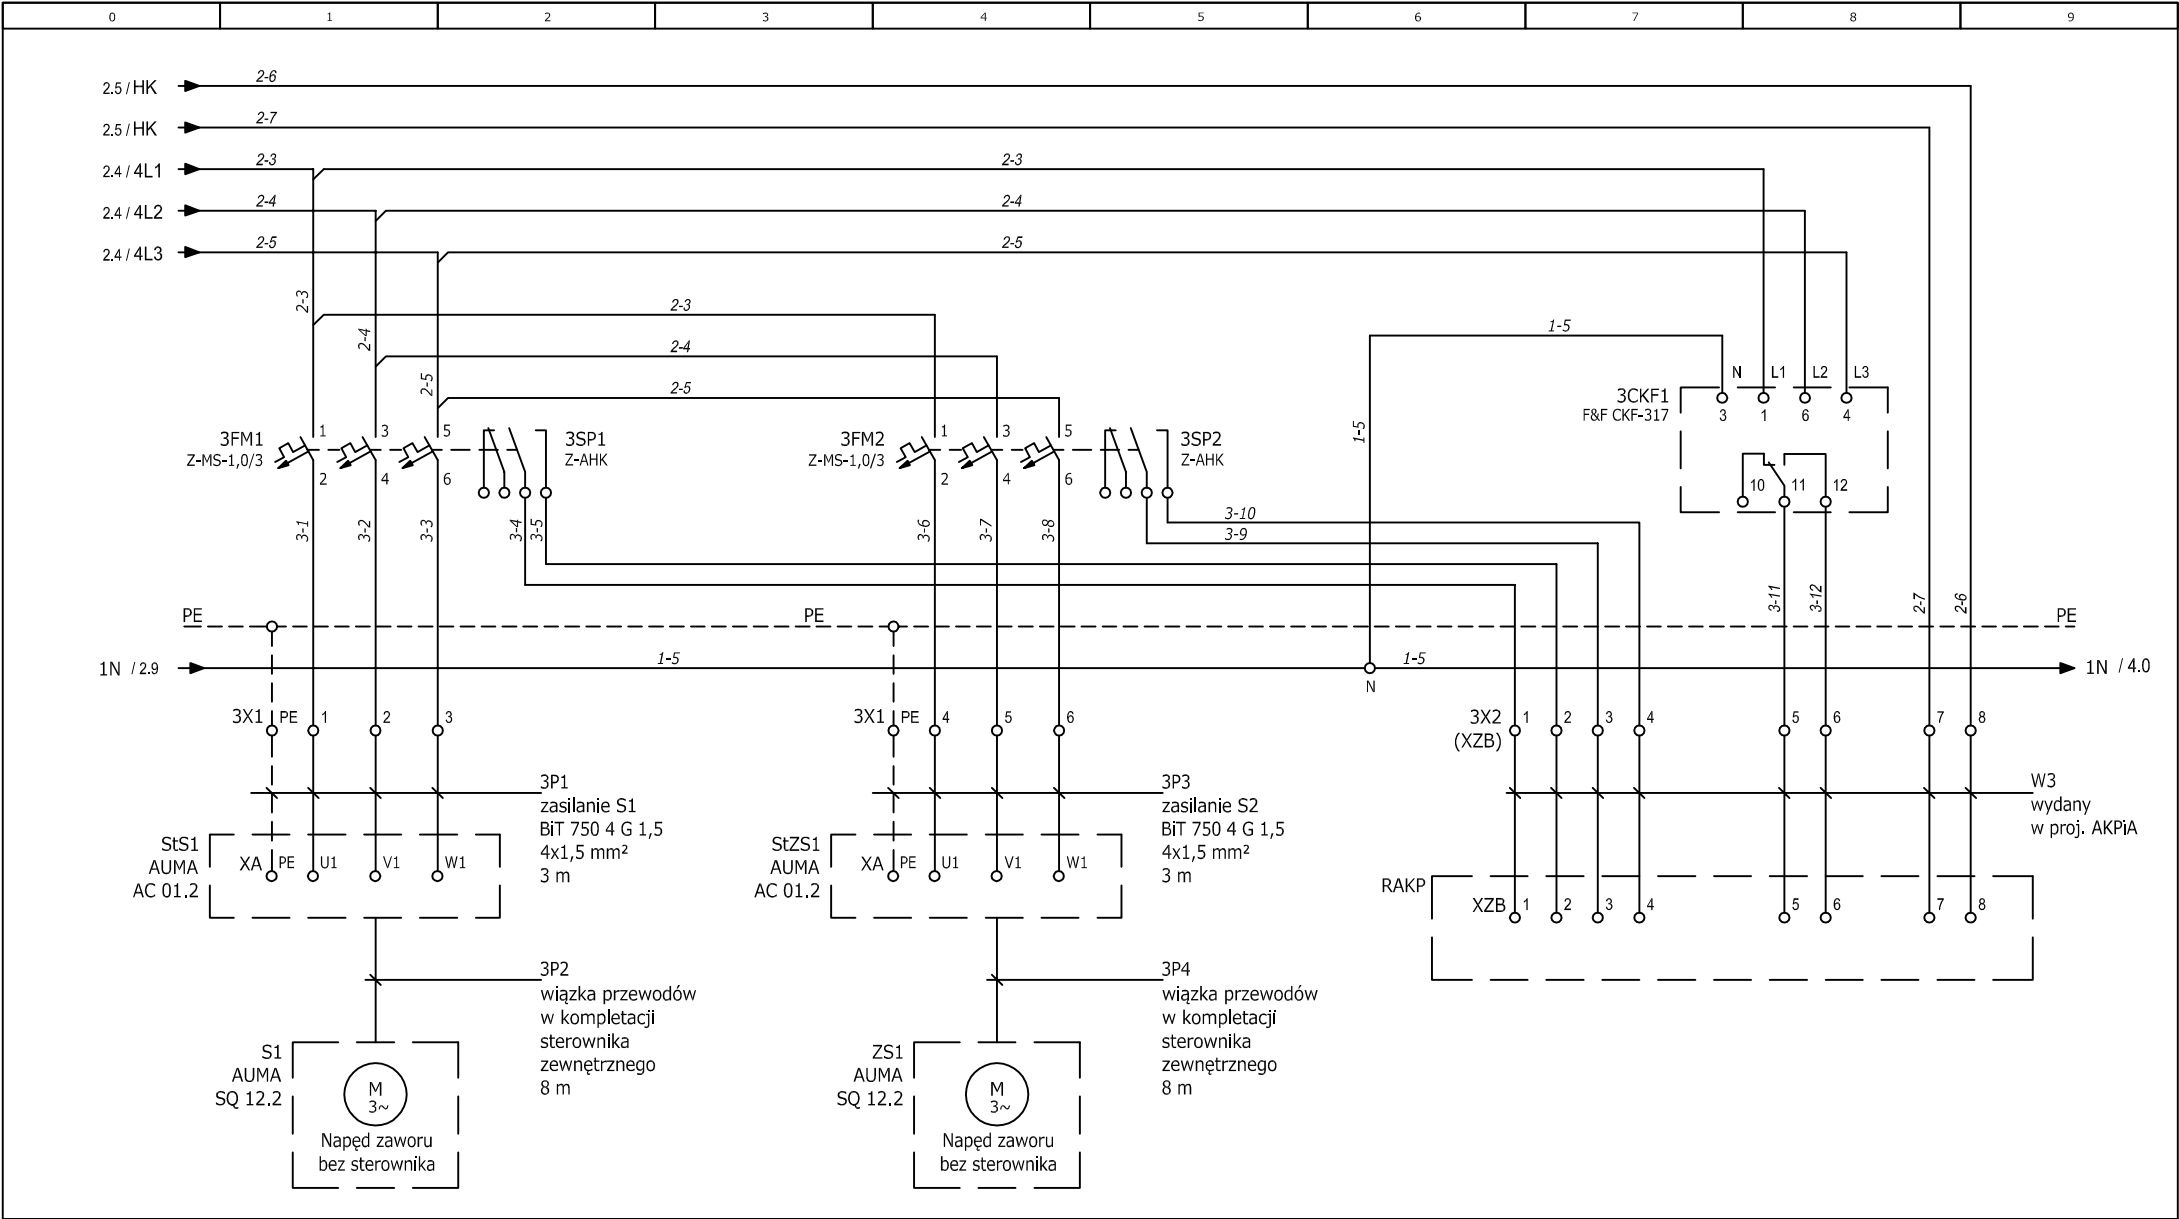 0 1 2 3 4 5 6 7 8 9
2.5 / HK 2-6
2.5 / HK 2-7
2.4 / 4L1 2-3 2-3
2.4 / 4L2 2-4 2-4
2.4 / 4L3 2-5 2-5
2-3 2-3
2-4 2-4
2-5 2-5
1-5
1-5
N L1 L2 L3
3CKF1
F&F CKF-317
3 1 6 4
10 11 12
3FM1
Z-MS-1,0/3
1 3 5
2 4 6
3SP1
Z-AHK
3FM2
Z-MS-1,0/3
1 3 5
2 4 6
3SP2
Z-AHK
3-1 3-2 3-3 3-4 3-5
3-6 3-7 3-8
3-10
3-9
3-11 3-12 2-7 2-6
PE PE PE
1N / 2.9 1-5 1-5 1N / 4.0
N
3X1 PE 1 2 3
3X1 PE 4 5 6
3X2
(XZB)
1 2 3 4 5 6 7 8
3P1
zasilanie S1
BiT 750 4 G 1,5
4x1,5 mm²
3 m
3P3
zasilanie S2
BiT 750 4 G 1,5
4x1,5 mm²
3 m
W3
wydany
w proj. AKPiA
StS1
AUMA
AC 01.2
XA PE U1 V1 W1
StZS1
AUMA
AC 01.2
XA PE U1 V1 W1
RAKP
XZB 1 2 3 4 5 6 7 8
3P2
wiązka przewodów
w kompletacji
sterownika
zewnętrznego
8 m
3P4
wiązka przewodów
w kompletacji
sterownika
zewnętrznego
8 m
S1
AUMA
SQ 12.2
M
3~
Napęd zaworu
bez sterownika
ZS1
AUMA
SQ 12.2
M
3~
Napęd zaworu
bez sterownika